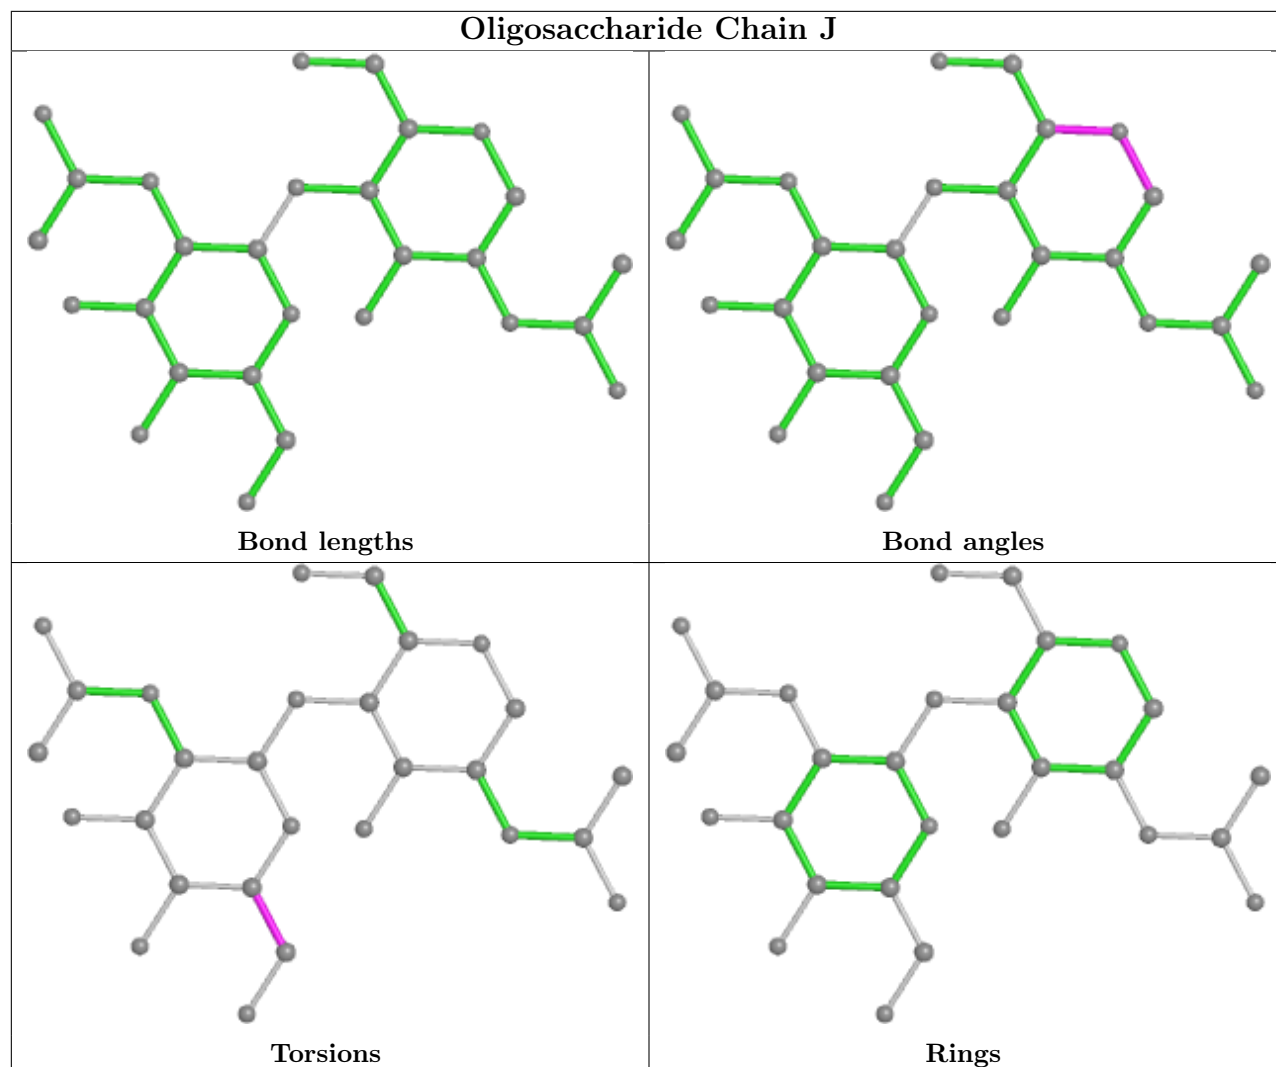 Oligosaccharide Chain J
Bond lengths
Bond angles
Torsions
Rings